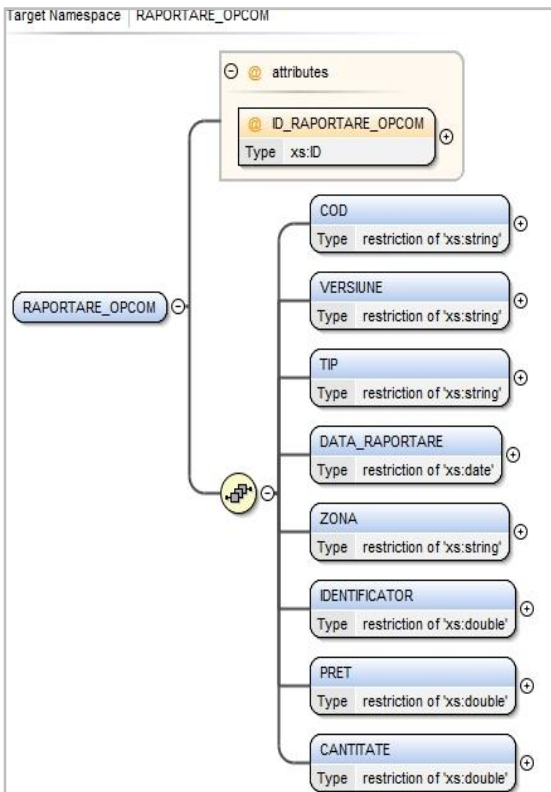 Target Namespace RAPORTARE_OPCOM
@ attributes
@ ID_RAPORTARE_OPCOM
Type xs:ID
RAPORTARE_OPCOM
COD
Type restriction of 'xs:string'
VERSIUNE
Type restriction of 'xs:string'
TIP
Type restriction of 'xs:string'
DATA_RAPORTARE
Type restriction of 'xs:date'
ZONA
Type restriction of 'xs:string'
IDENTIFICATOR
Type restriction of 'xs:double'
PRET
Type restriction of 'xs:double'
CANTITATE
Type restriction of 'xs:double'